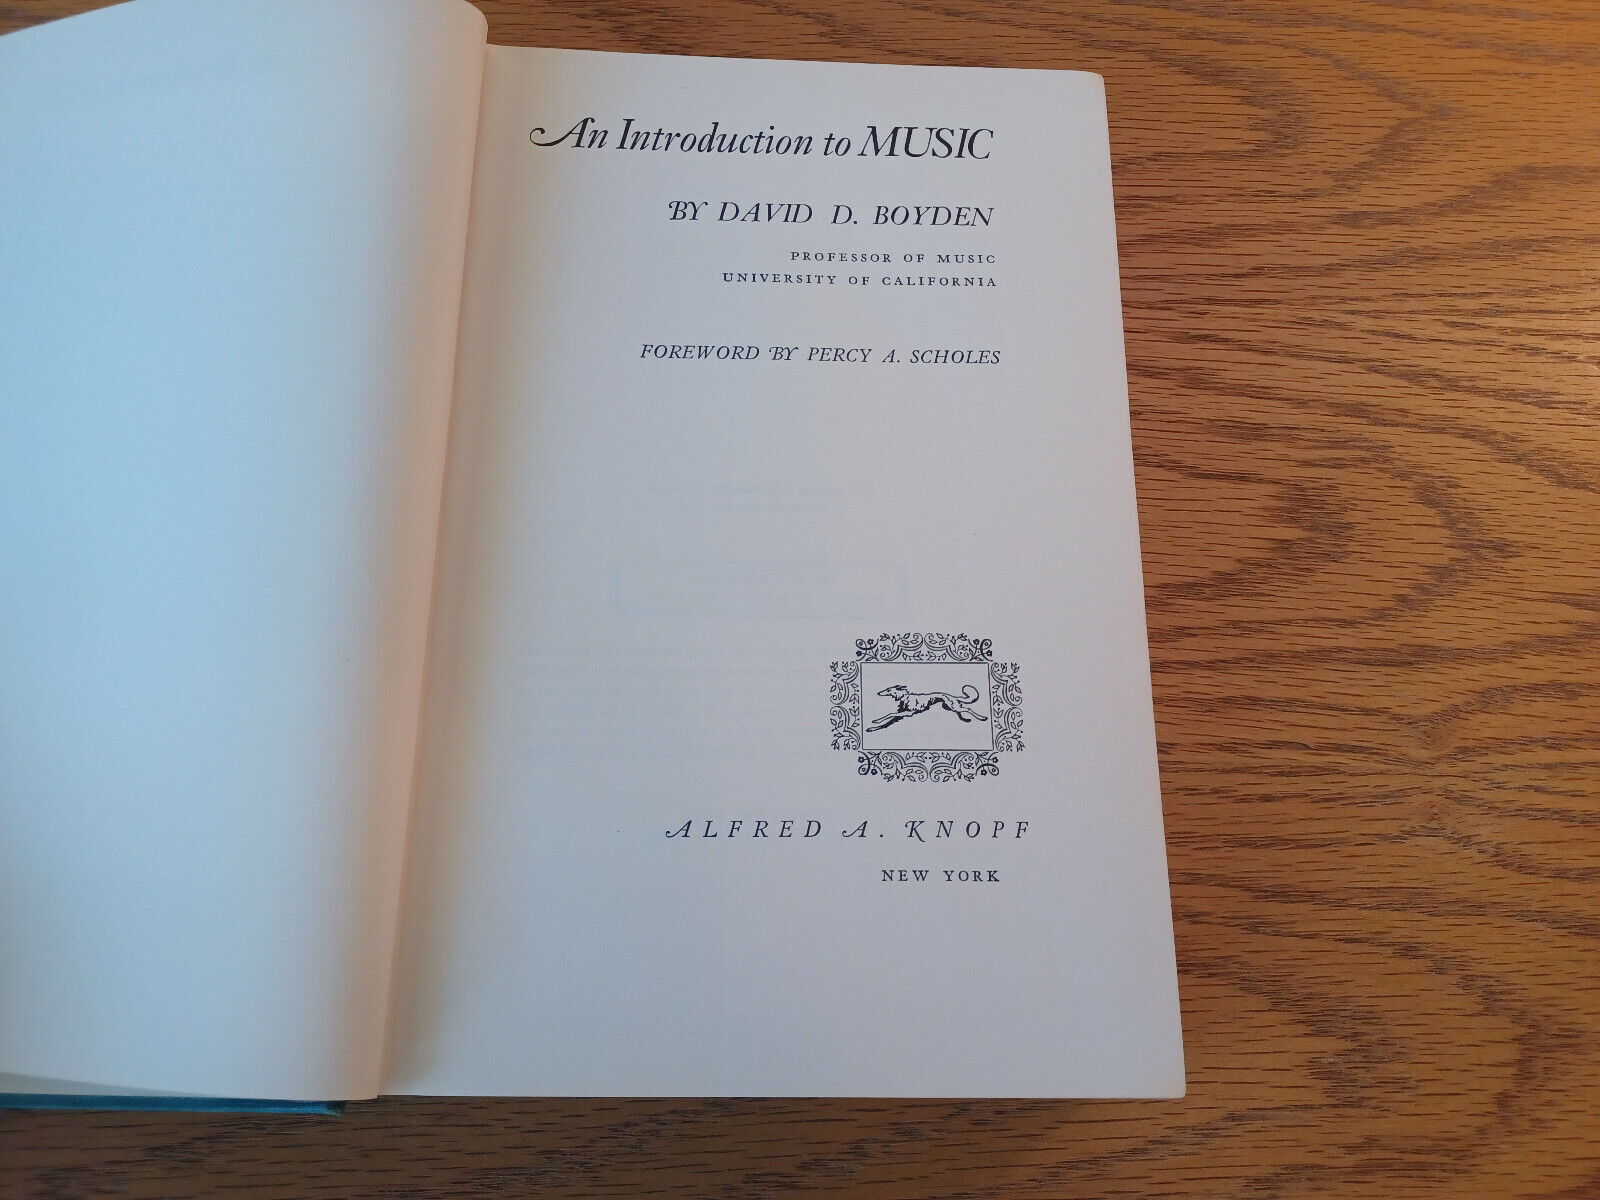 An Introduction to MUSIC
BY DAVID D. BOYDEN
PROFESSOR OF MUSIC
UNIVERSITY OF CALIFORNIA
FOREWORD BY PERCY A. SCHOLES
ALFRED A. KNOPF
NEW YORK